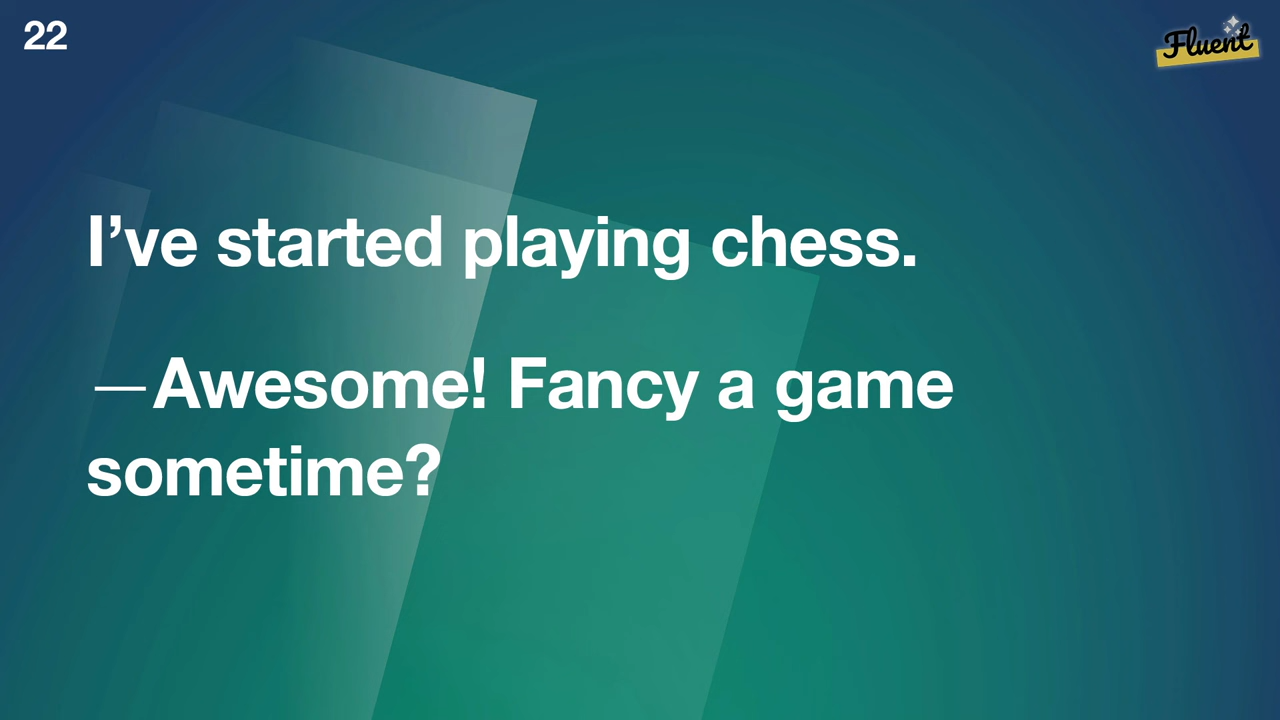 22
Fluent
I’ve started playing chess.
—Awesome! Fancy a game
sometime?